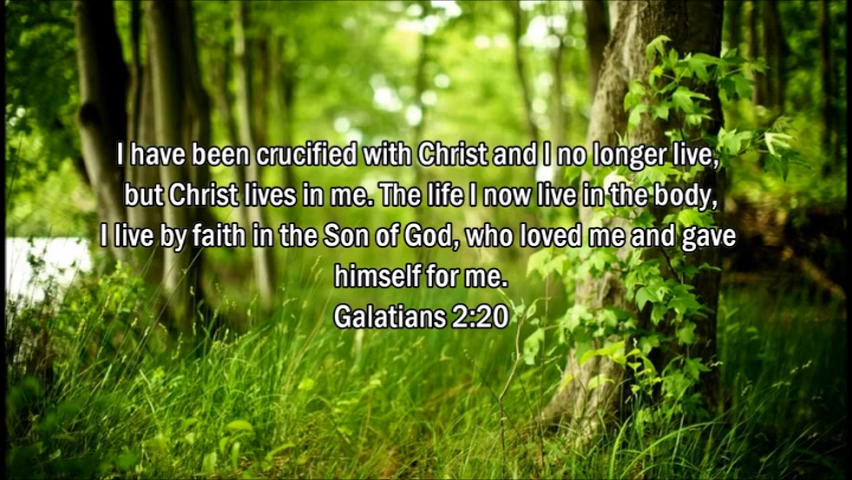 I have been crucified with Christ and I no longer live,
but Christ lives in me. The life I now live in the body,
I live by faith in the Son of God, who loved me and gave
himself for me.
Galatians 2:20